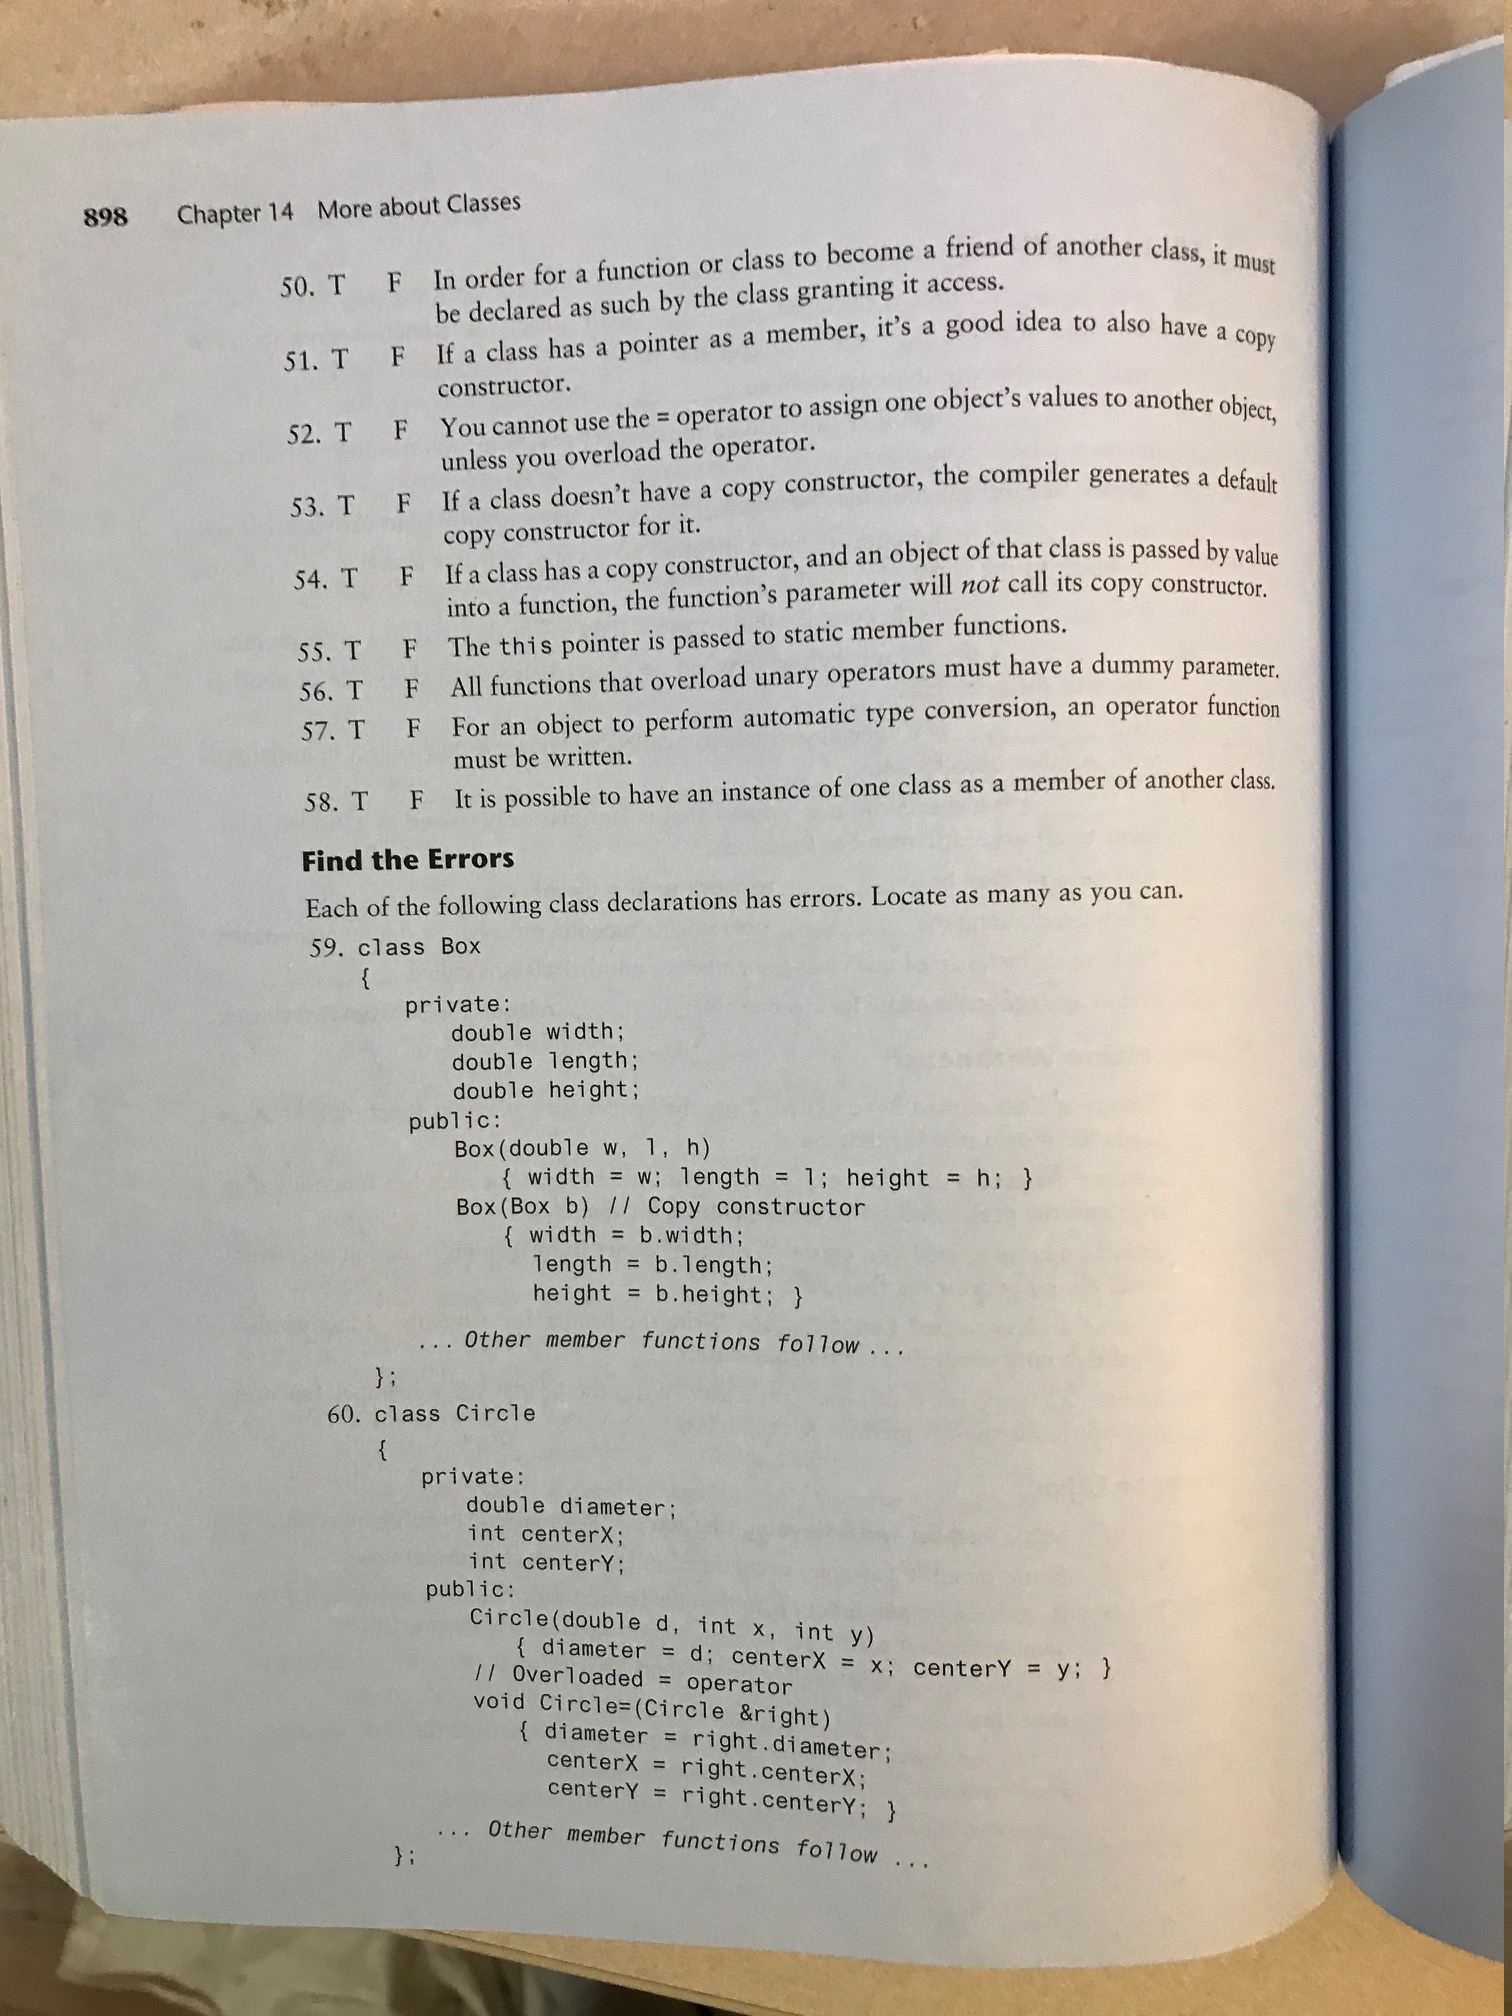 898 Chapter 14 More about Classes
50. T F In order for a function or class to become a friend of another class, it must
be declared as such by the class granting it access.
51. T F If a class has a pointer as a member, it's a good idea to also have a copy
constructor.
52. T F You cannot use the = operator to assign one object's values to another object,
unless you overload the operator.
53. T F If a class doesn't have a copy constructor, the compiler generates a default
copy constructor for it.
54. T F If a class has a copy constructor, and an object of that class is passed by value
into a function, the function's parameter will not call its copy constructor.
55. T F The this pointer is passed to static member functions.
56. T F All functions that overload unary operators must have a dummy parameter.
57. T F For an object to perform automatic type conversion, an operator function
must be written.
58. T F It is possible to have an instance of one class as a member of another class.
Find the Errors
Each of the following class declarations has errors. Locate as many as you can.
59. class Box
{
private:
double width;
double length;
double height;
public:
Box(double w, l, h)
{ width = w; length = l; height = h; }
Box(Box b) // Copy constructor
{ width = b.width;
length = b.length;
height = b.height; }
... Other member functions follow ...
};
60. class Circle
{
private:
double diameter;
int centerX;
int centerY;
public:
Circle(double d, int x, int y)
{ diameter = d; centerX = x; centerY = y; }
// Overloaded = operator
void Circle=(Circle &right)
{ diameter = right.diameter;
centerX = right.centerX;
centerY = right.centerY; }
... Other member functions follow ...
};